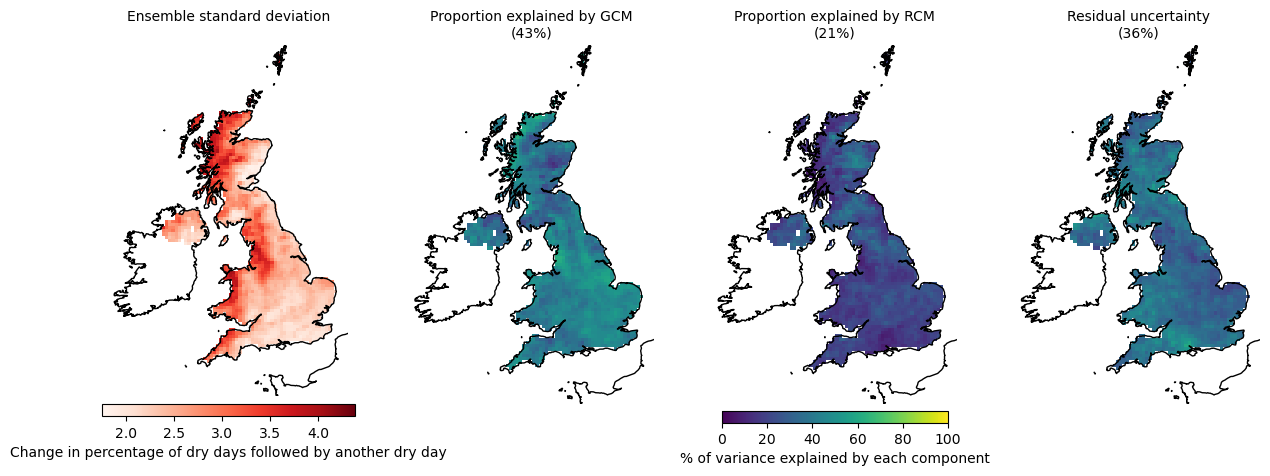 Ensemble standard deviation
Proportion explained by GCM
(43%)
Proportion explained by RCM
(21%)
Residual uncertainty
(36%)
2.0 2.5 3.0 3.5 4.0
Change in percentage of dry days followed by another dry day
0 20 40 60 80 100
% of variance explained by each component